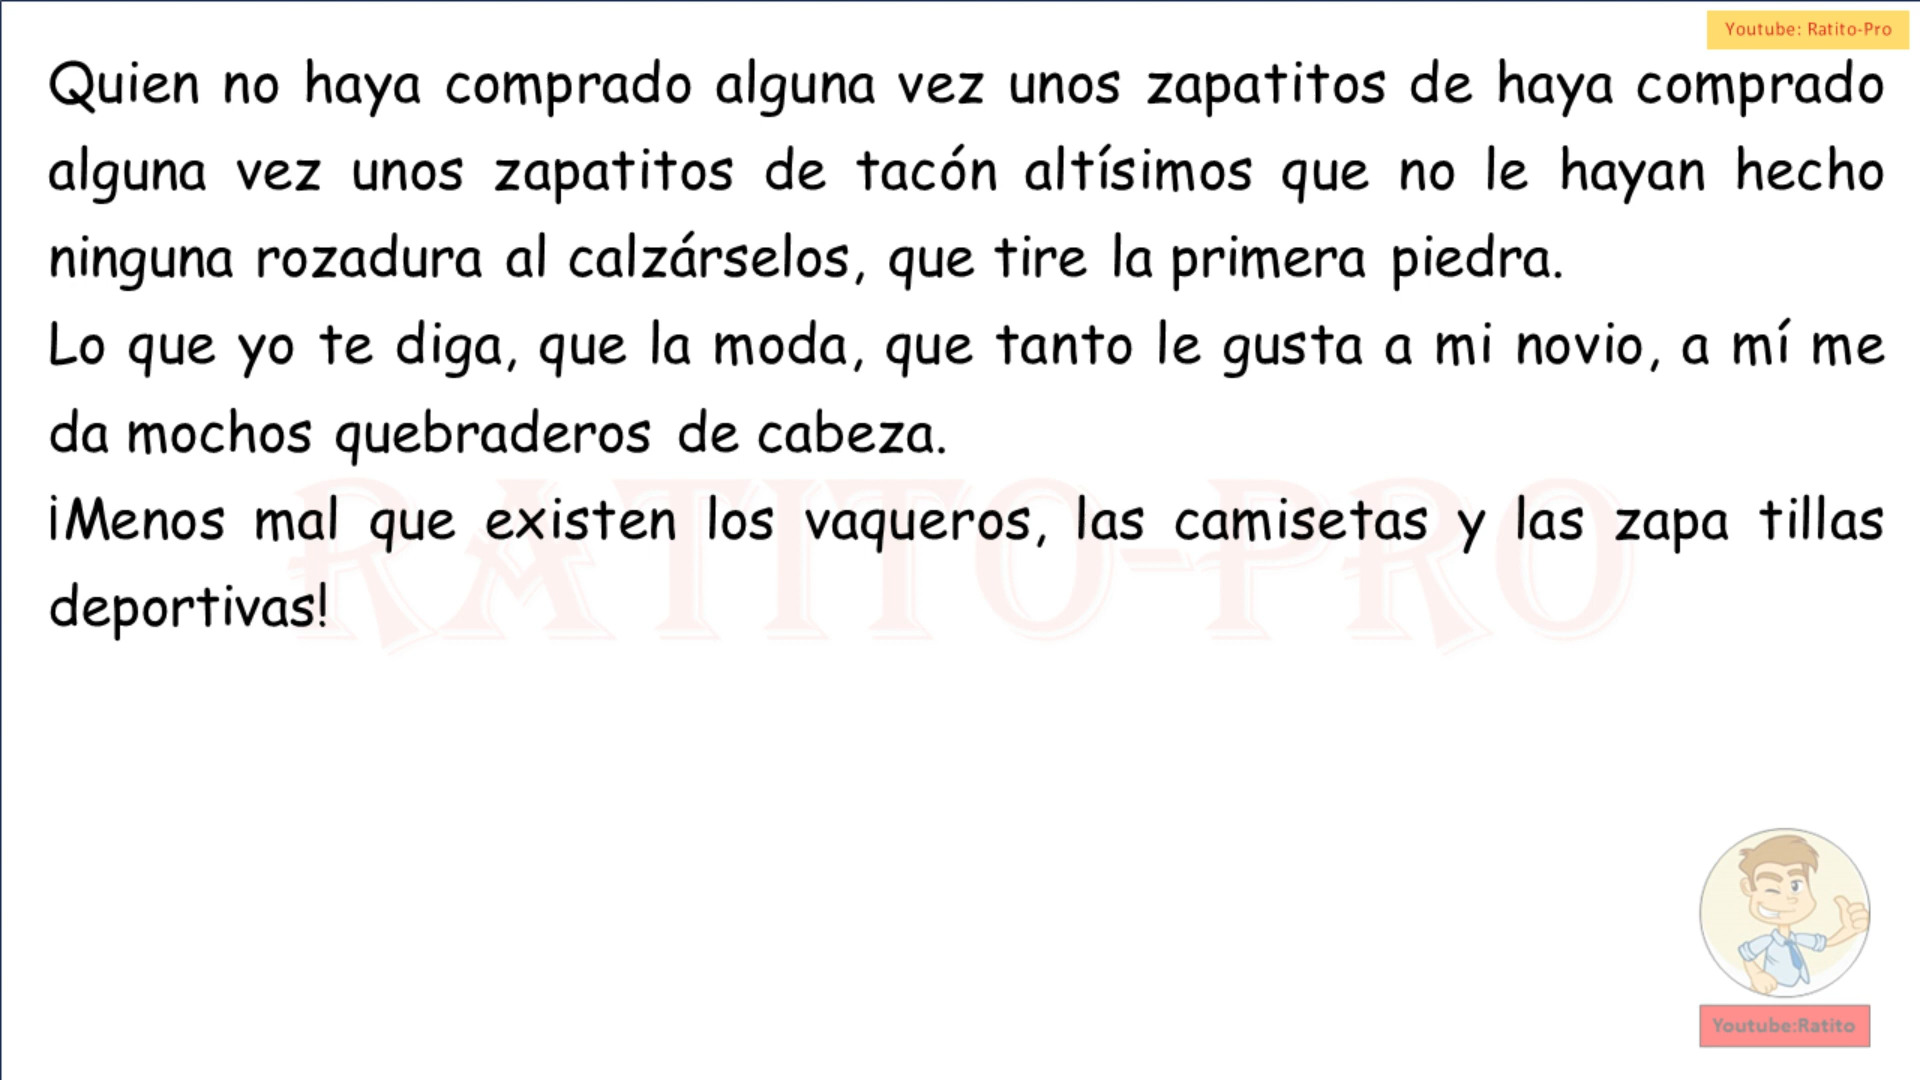 Youtube: Ratito-Pro
Quien no haya comprado alguna vez unos zapatitos de haya comprado
alguna vez unos zapatitos de tacón altísimos que no le hayan hecho
ninguna rozadura al calzárselos, que tire la primera piedra.
Lo que yo te diga, que la moda, que tanto le gusta a mi novio, a mí me
da mochos quebraderos de cabeza.
¡Menos mal que existen los vaqueros, las camisetas y las zapa tillas
deportivas!
RATITO-PRO
Youtube:Ratito